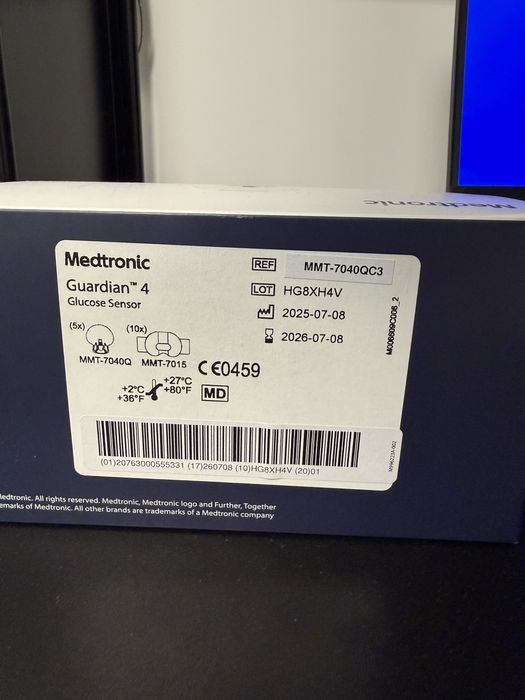 Medtronic
Medtronic
Guardian™ 4
Glucose Sensor
REF MMT-7040QC3
LOT HG8XH4V
2025-07-08
2026-07-08
(5x) (10x)
MMT-7040Q MMT-7015
CE0459
+27°C
+80°F
+2°C
+36°F
MD
(01)20763000555331 (17)260708 (10)HG8XH4V (20)01
edtronic. All rights reserved. Medtronic, Medtronic logo and Further, Together
emarks of Medtronic. All other brands are trademarks of a Medtronic company